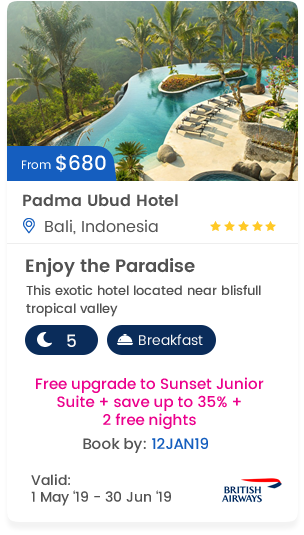 From $680
Padma Ubud Hotel
Bali, Indonesia
Enjoy the Paradise
This exotic hotel located near blisfull
tropical valley
5
Breakfast
Free upgrade to Sunset Junior
Suite + save up to 35% +
2 free nights
Book by: 12JAN19
Valid:
1 May '19 - 30 Jun '19
BRITISH
AIRWAYS